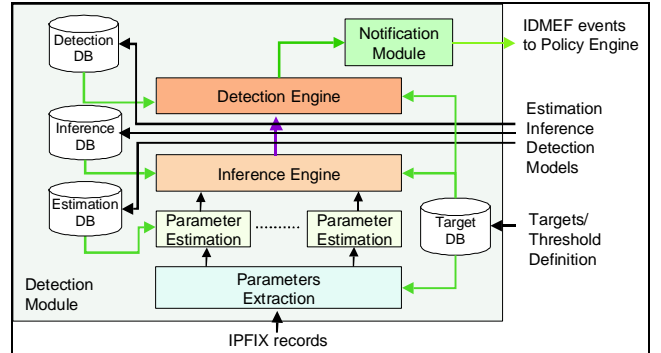 Detection
DB
Notification
Module
IDMEF events
to Policy Engine
Detection Engine
Inference
DB
Estimation
Inference
Detection
Models
Inference Engine
Estimation
DB
Parameter
Estimation
..........
Parameter
Estimation
Target
DB
Targets/
Threshold
Definition
Detection
Module
Parameters
Extraction
IPFIX records